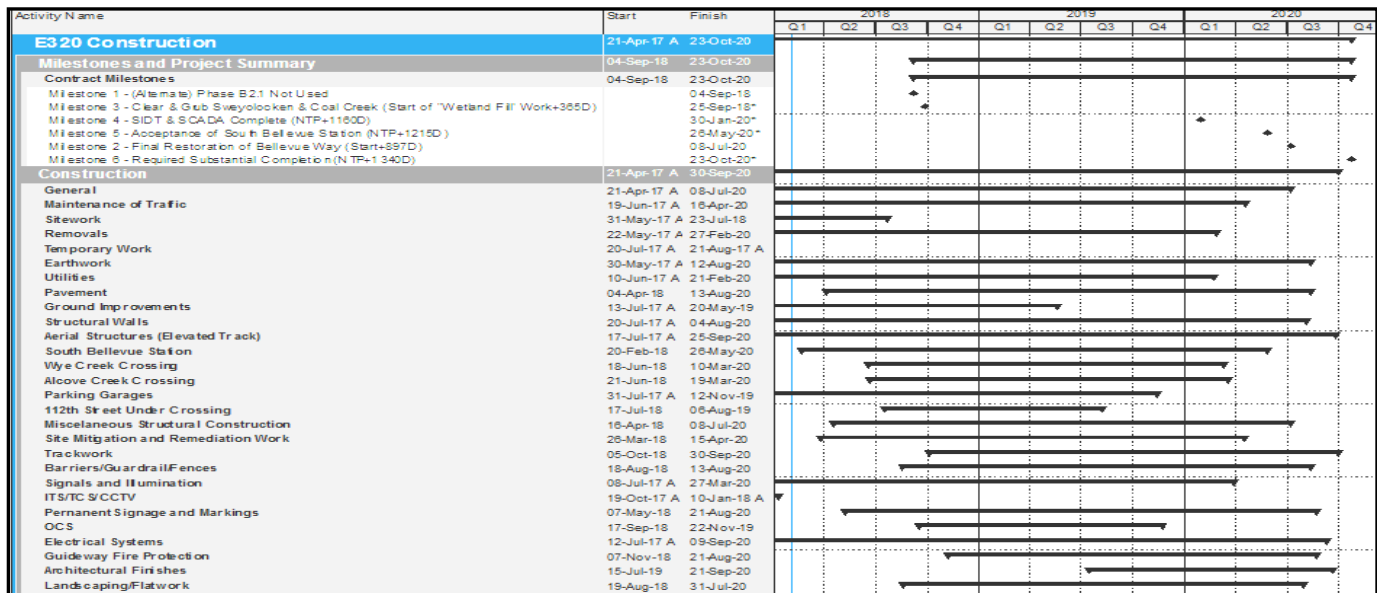 Activity Name Start Finish 2018 2019 2020
Q1 Q2 Q3 Q4 Q1 Q2 Q3 Q4 Q1 Q2 Q3 Q4
E320 Construction 21-Apr-17 A 23-Oct-20
Milestones and Project Summary 04-Sep-18 23-Oct-20
Contract Milestones 04-Sep-18 23-Oct-20
Milestone 1 - (Alternate) Phase B2.1 Not Used 04-Sep-18
Milestone 3 - Clear & Grub Sweyolocken & Coal Creek (Start of "Wetland Fill" Work+365D) 25-Sep-18*
Milestone 4 - SIDT & SCADA Complete (NTP+1160D) 30-Jan-20*
Milestone 5 - Acceptance of South Bellevue Station (NTP+1215D) 26-May-20*
Milestone 2 - Final Restoration of Bellevue Way (Start+897D) 08-Jul-20
Milestone 6 - Required Substantial Completion (NTP+1340D) 23-Oct-20*
Construction 21-Apr-17 A 30-Sep-20
General 21-Apr-17 A 08-Jul-20
Maintenance of Traffic 19-Jun-17 A 16-Apr-20
Sitework 31-May-17 A 23-Jul-18
Removals 22-May-17 A 27-Feb-20
Temporary Work 20-Jul-17 A 21-Aug-17 A
Earthwork 30-May-17 A 12-Aug-20
Utilities 10-Jun-17 A 21-Feb-20
Pavement 04-Apr-18 13-Aug-20
Ground Improvements 13-Jul-17 A 20-May-19
Structural Walls 20-Jul-17 A 04-Aug-20
Aerial Structures (Elevated Track) 17-Jul-17 A 25-Sep-20
South Bellevue Station 20-Feb-18 26-May-20
Wye Creek Crossing 18-Jun-18 10-Mar-20
Alcove Creek Crossing 21-Jun-18 19-Mar-20
Parking Garages 31-Jul-17 A 12-Nov-19
112th Street Under Crossing 17-Jul-18 06-Aug-19
Miscelaneous Structural Construction 16-Apr-18 08-Jul-20
Site Mitigation and Remediation Work 26-Mar-18 15-Apr-20
Trackwork 05-Oct-18 30-Sep-20
Barriers/Guardrail/Fences 18-Aug-18 13-Aug-20
Signals and Illumination 08-Jul-17 A 27-Mar-20
ITS/TCS/CCTV 19-Oct-17 A 10-Jan-18 A
Pernanent Signage and Markings 07-May-18 21-Aug-20
OCS 17-Sep-18 22-Nov-19
Electrical Systems 12-Jul-17 A 09-Sep-20
Guideway Fire Protection 07-Nov-18 21-Aug-20
Architectural Finishes 15-Jul-19 21-Sep-20
Landscaping/Flatwork 19-Aug-18 31-Jul-20